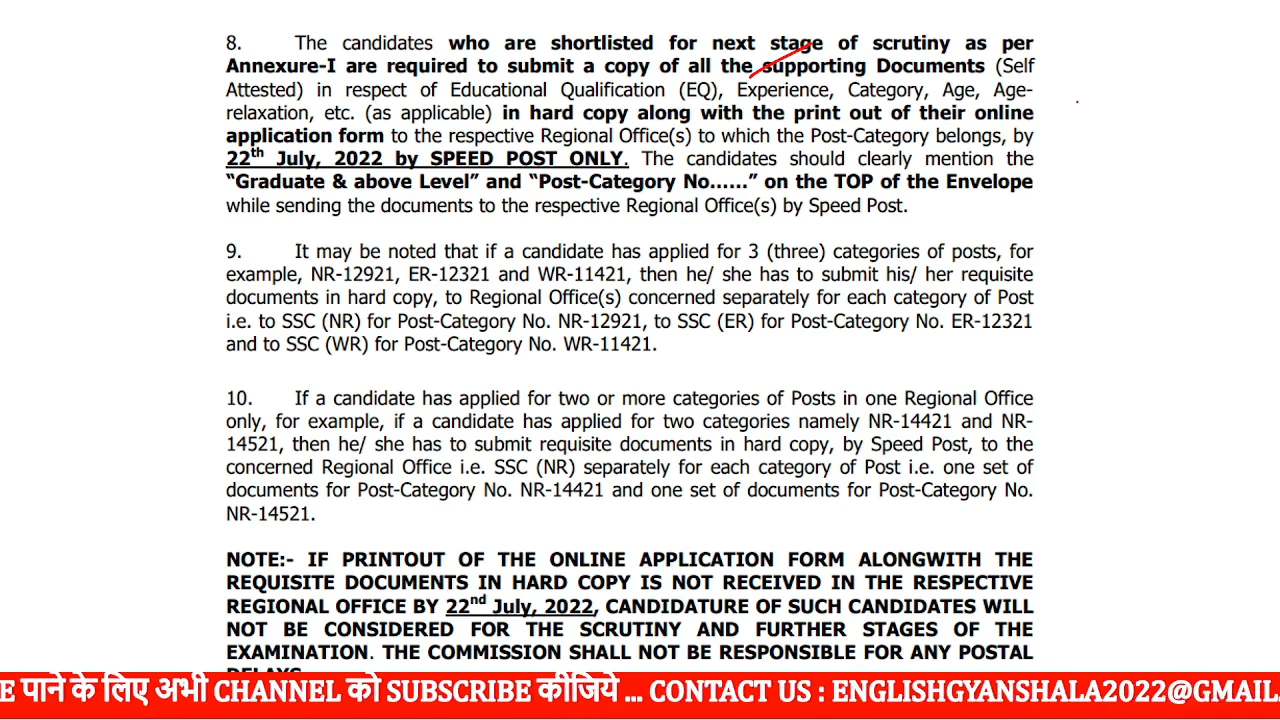 8. The candidates who are shortlisted for next stage of scrutiny as per
Annexure-I are required to submit a copy of all the supporting Documents (Self
Attested) in respect of Educational Qualification (EQ), Experience, Category, Age, Age-
relaxation, etc. (as applicable) in hard copy along with the print out of their online
application form to the respective Regional Office(s) to which the Post-Category belongs, by
22th July, 2022 by SPEED POST ONLY. The candidates should clearly mention the
“Graduate & above Level” and “Post-Category No......” on the TOP of the Envelope
while sending the documents to the respective Regional Office(s) by Speed Post.
9. It may be noted that if a candidate has applied for 3 (three) categories of posts, for
example, NR-12921, ER-12321 and WR-11421, then he/ she has to submit his/ her requisite
documents in hard copy, to Regional Office(s) concerned separately for each category of Post
i.e. to SSC (NR) for Post-Category No. NR-12921, to SSC (ER) for Post-Category No. ER-12321
and to SSC (WR) for Post-Category No. WR-11421.
10. If a candidate has applied for two or more categories of Posts in one Regional Office
only, for example, if a candidate has applied for two categories namely NR-14421 and NR-
14521, then he/ she has to submit requisite documents in hard copy, by Speed Post, to the
concerned Regional Office i.e. SSC (NR) separately for each category of Post i.e. one set of
documents for Post-Category No. NR-14421 and one set of documents for Post-Category No.
NR-14521.
NOTE:- IF PRINTOUT OF THE ONLINE APPLICATION FORM ALONGWITH THE
REQUISITE DOCUMENTS IN HARD COPY IS NOT RECEIVED IN THE RESPECTIVE
REGIONAL OFFICE BY 22nd July, 2022, CANDIDATURE OF SUCH CANDIDATES WILL
NOT BE CONSIDERED FOR THE SCRUTINY AND FURTHER STAGES OF THE
EXAMINATION. THE COMMISSION SHALL NOT BE RESPONSIBLE FOR ANY POSTAL
DELAYS
E पाने के लिए अभी CHANNEL को SUBSCRIBE कीजिये ... CONTACT US : ENGLISHGYANSHALA2022@GMAIL.